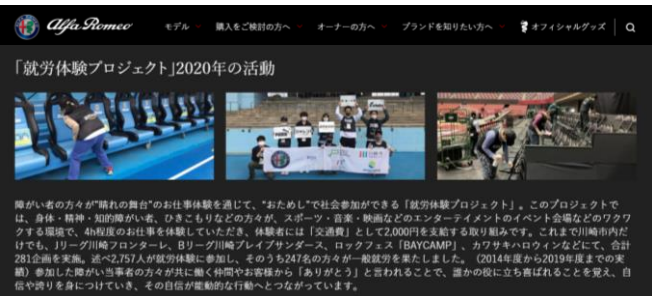 Alfa Romeo モデル 購入をご検討の方へ オーナーの方へ ブランドを知りたい方へ オフィシャルグッズ
「就労体験プロジェクト」2020年の活動
障がい者の方々が"晴れの舞台"のお仕事体験を通じて、"おためし"で社会参加ができる「就労体験プロジェクト」。このプロジェクトで
は、身体・精神・知的障がい者、ひきこもりなどの方々が、スポーツ・音楽・映画などのエンターテイメントのイベント会場などのワクワ
クする環境で、4h程度のお仕事を体験していただき、体験者には「交通費」として2,000円を支給する取り組みです。これまで川崎市内だ
けでも、Jリーグ川崎フロンターレ、Bリーグ川崎ブレイブサンダース、ロックフェス「BAYCAMP」、カワサキハロウィンなどにて、合計
281企画を実施。述べ2,757人が就労体験に参加し、そのうち247名の方々が一般就労を果たしました。（2014年度から2019年度までの実
績）参加した障がい当事者の方々が共に働く仲間やお客様から「ありがとう」と言われることで、誰かの役に立ち喜ばれることを覚え、自
信や誇りを身につけていき、その自信が能動的な行動へとつながっています。